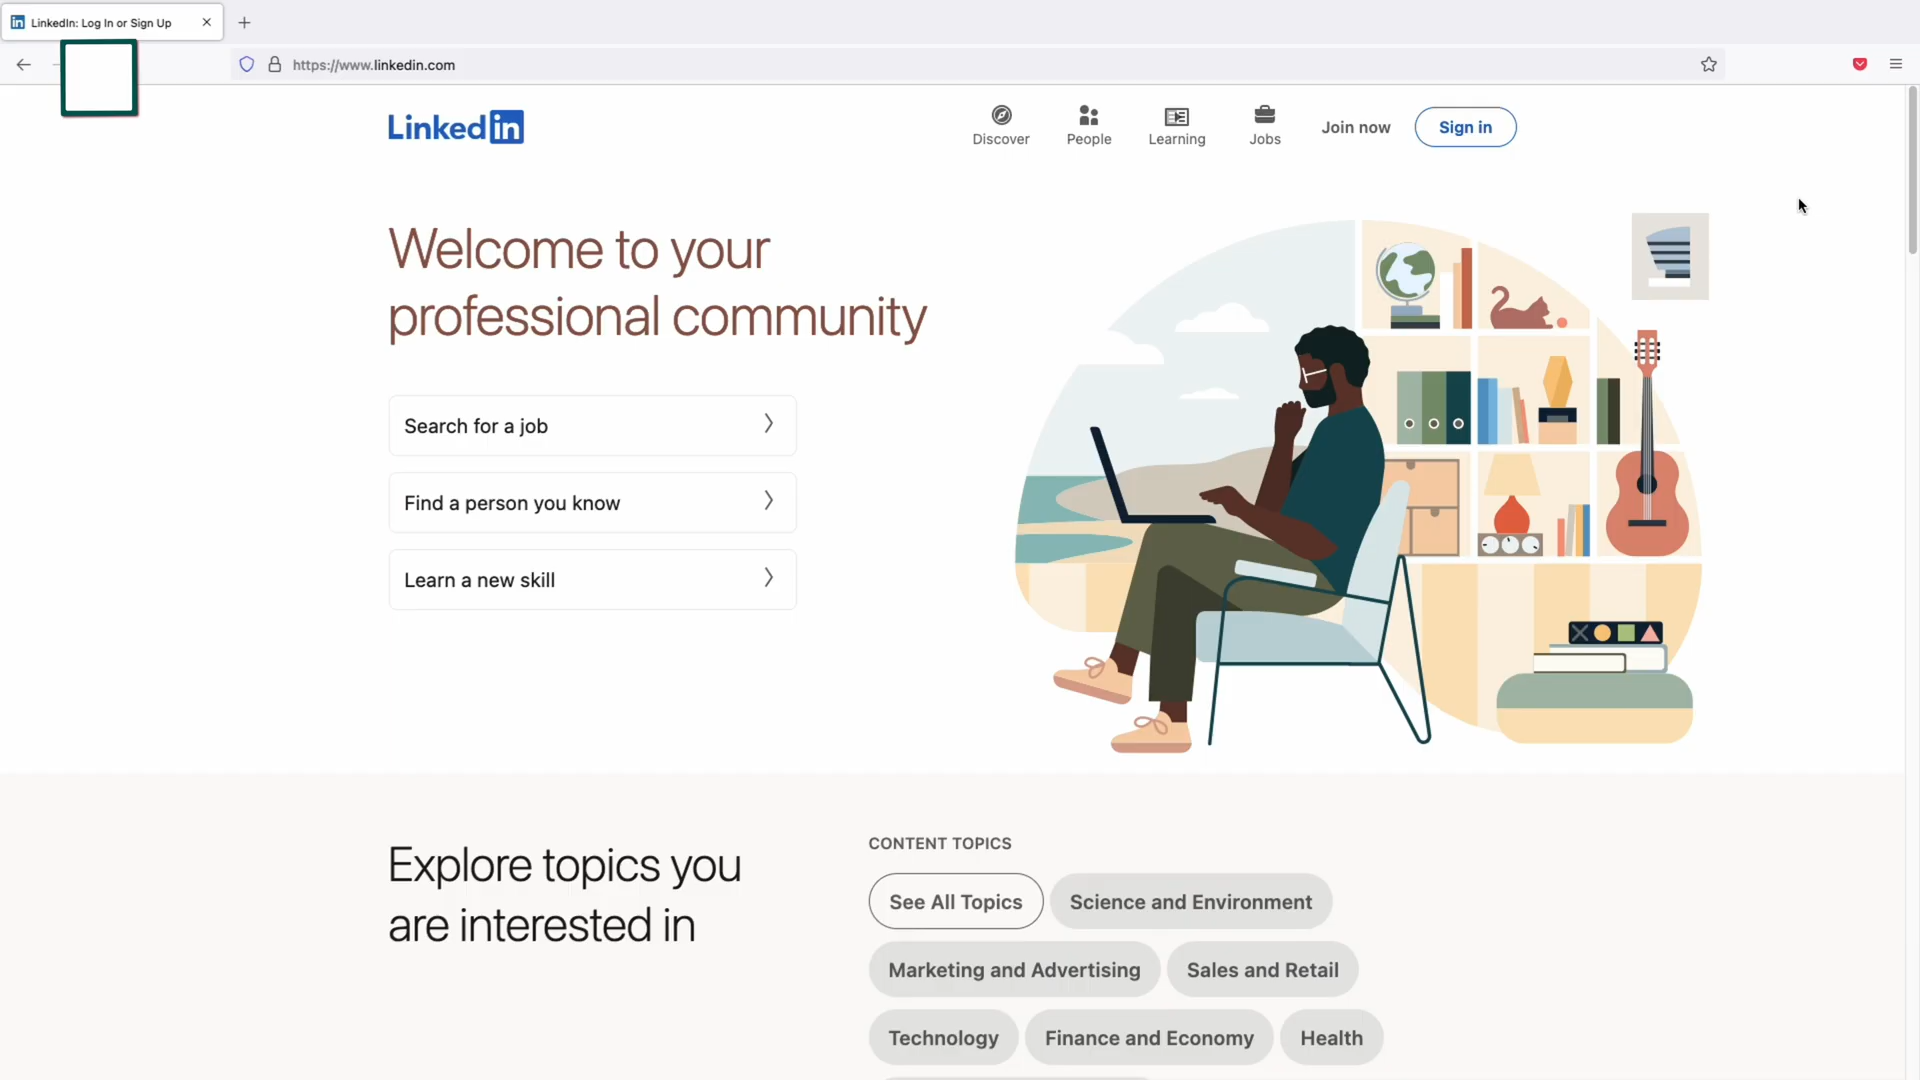 LinkedIn: Log In or Sign Up
https://www.linkedin.com
Linkedin
Discover
People
Learning
Jobs
Join now
Sign in
Welcome to your
professional community
Search for a job
Find a person you know
Learn a new skill
Explore topics you
are interested in
CONTENT TOPICS
See All Topics
Science and Environment
Marketing and Advertising
Sales and Retail
Technology
Finance and Economy
Health